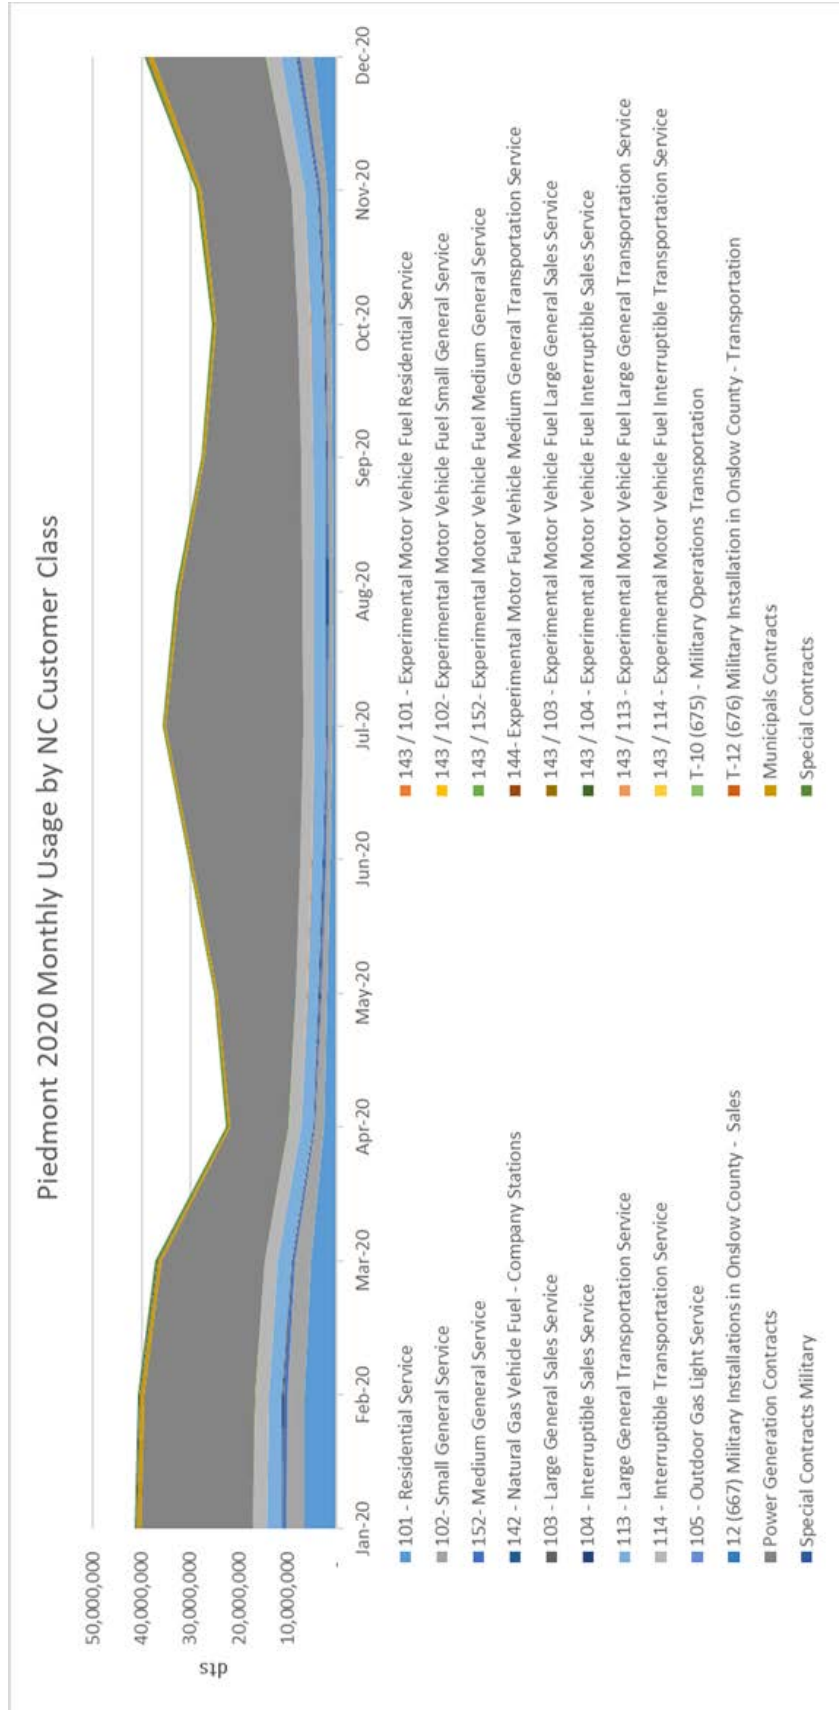 Piedmont 2020 Monthly Usage by NC Customer Class
50,000,000
40,000,000
30,000,000
20,000,000
10,000,000
-
dts
Jan-20 Feb-20 Mar-20 Apr-20 May-20 Jun-20 Jul-20 Aug-20 Sep-20 Oct-20 Nov-20 Dec-20
101 - Residential Service
102- Small General Service
152- Medium General Service
142 - Natural Gas Vehicle Fuel - Company Stations
103 - Large General Sales Service
104 - Interruptible Sales Service
113 - Large General Transportation Service
114 - Interruptible Transportation Service
105 - Outdoor Gas Light Service
12 (667) Military Installations in Onslow County - Sales
Power Generation Contracts
Special Contracts Military
143 / 101 - Experimental Motor Vehicle Fuel Residential Service
143 / 102- Experimental Motor Vehicle Fuel Small General Service
143 / 152- Experimental Motor Vehicle Fuel Medium General Service
144- Experimental Motor Fuel Vehicle Medium General Transportation Service
143 / 103 - Experimental Motor Vehicle Fuel Large General Sales Service
143 / 104 - Experimental Motor Vehicle Fuel Interruptible Sales Service
143 / 113 - Experimental Motor Vehicle Fuel Large General Transportation Service
143 / 114 - Experimental Motor Vehicle Fuel Interruptible Transportation Service
T-10 (675) - Military Operations Transportation
T-12 (676) Military Installation in Onslow County - Transportation
Municipals Contracts
Special Contracts